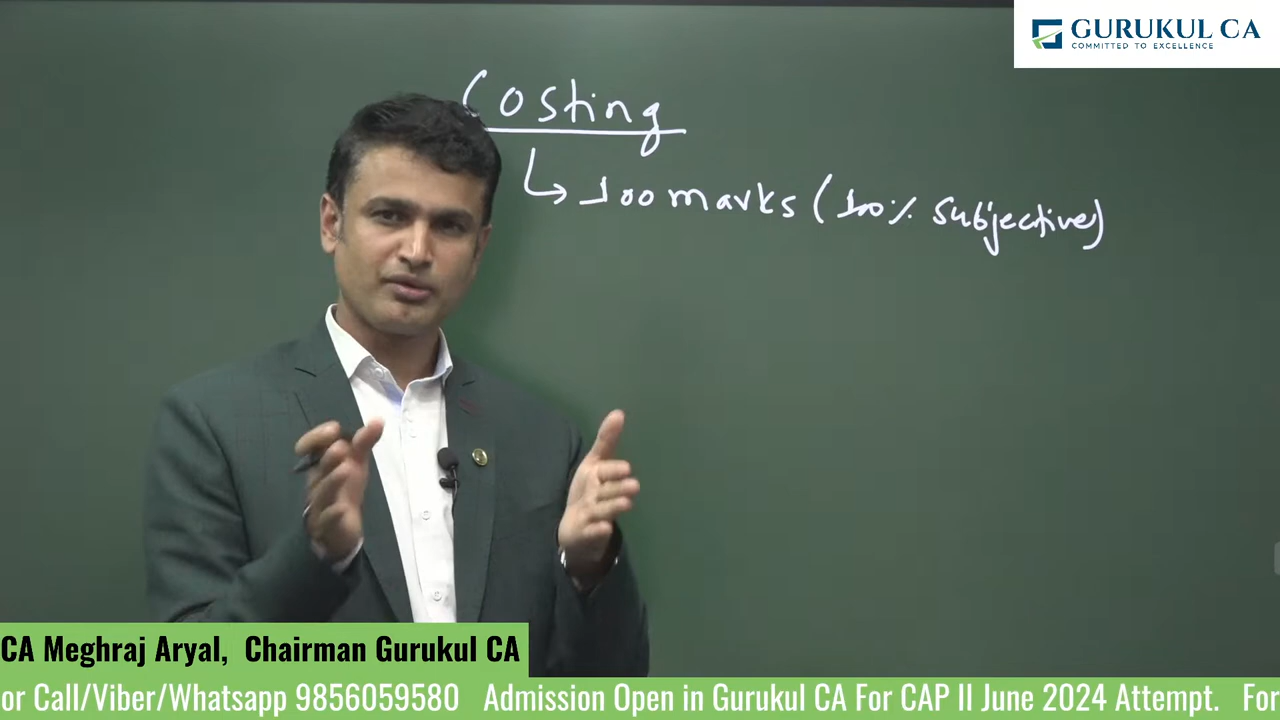 GURUKUL CA
COMMITTED TO EXCELLENCE
Costing
↳ 100 marks (100% subjective)
CA Meghraj Aryal, Chairman Gurukul CA
or Call/Viber/Whatsapp 9856059580 Admission Open in Gurukul CA For CAP II June 2024 Attempt. For